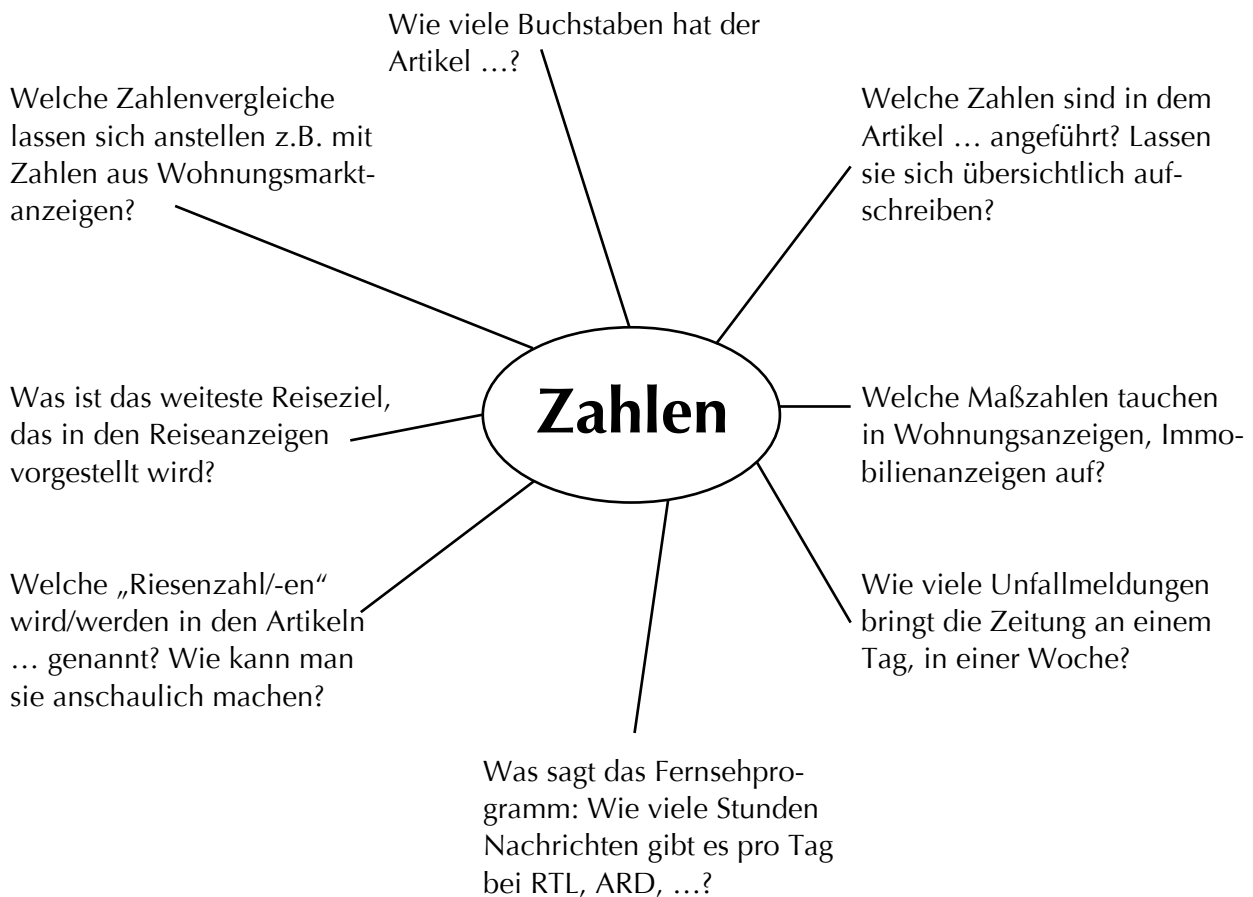 Wie viele Buchstaben hat der
Artikel …?
Welche Zahlenvergleiche
lassen sich anstellen z.B. mit
Zahlen aus Wohnungsmarkt-
anzeigen?
Welche Zahlen sind in dem
Artikel … angeführt? Lassen
sie sich übersichtlich auf-
schreiben?
Zahlen
Was ist das weiteste Reiseziel,
das in den Reiseanzeigen
vorgestellt wird?
Welche Maßzahlen tauchen
in Wohnungsanzeigen, Immo-
bilienanzeigen auf?
Welche „Riesenzahl/-en“
wird/werden in den Artikeln
… genannt? Wie kann man
sie anschaulich machen?
Wie viele Unfallmeldungen
bringt die Zeitung an einem
Tag, in einer Woche?
Was sagt das Fernsehpro-
gramm: Wie viele Stunden
Nachrichten gibt es pro Tag
bei RTL, ARD, …?